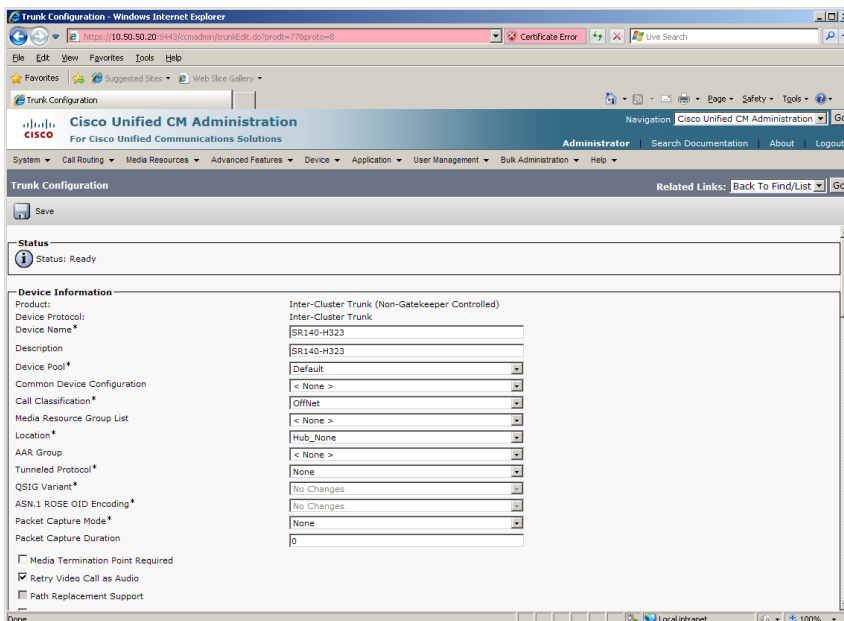 Trunk Configuration - Windows Internet Explorer
https://10.50.50.20:8443/ccmadmin/trunkEdit.do?prodt=77&proto=8
Certificate Error
Live Search
File Edit View Favorites Tools Help
Favorites Suggested Sites Web Slice Gallery
Trunk Configuration
Page Safety Tools
CISCO
Cisco Unified CM Administration
For Cisco Unified Communications Solutions
Navigation Cisco Unified CM Administration Go
Administrator | Search Documentation | About | Logout
System Call Routing Media Resources Advanced Features Device Application User Management Bulk Administration Help
Trunk Configuration
Related Links: Back To Find/List Go
Save
Status
Status: Ready
Device Information
Product: Inter-Cluster Trunk (Non-Gatekeeper Controlled)
Device Protocol: Inter-Cluster Trunk
Device Name* SR140-H323
Description SR140-H323
Device Pool* Default
Common Device Configuration < None >
Call Classification* OffNet
Media Resource Group List < None >
Location* Hub_None
AAR Group < None >
Tunneled Protocol* None
QSIG Variant* No Changes
ASN.1 ROSE OID Encoding* No Changes
Packet Capture Mode* None
Packet Capture Duration 0
Media Termination Point Required
Retry Video Call as Audio
Path Replacement Support
Done
Local intranet
100%